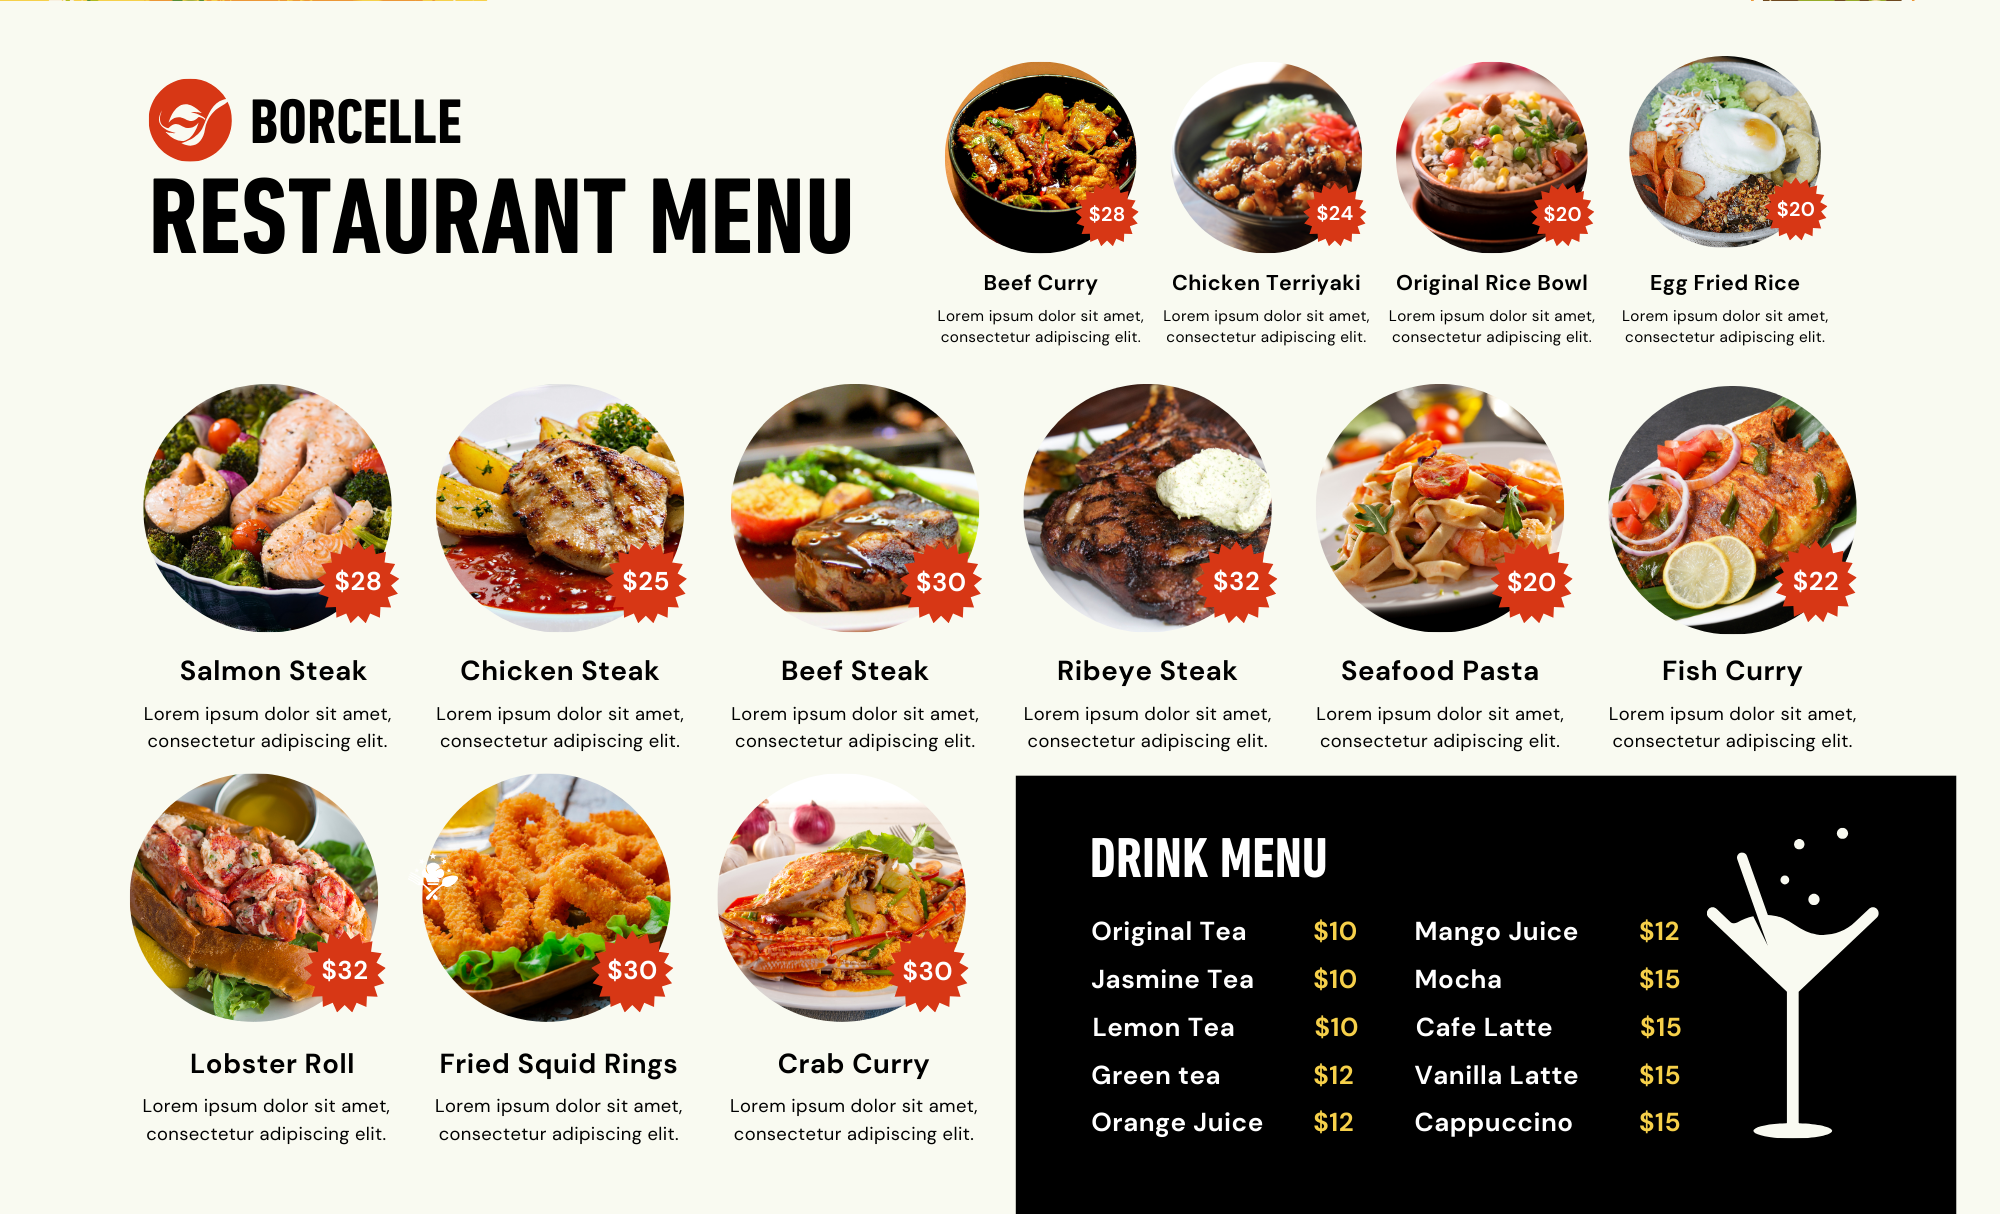 BORCELLE
RESTAURANT MENU
$28
$24
$20
$20
Beef Curry
Chicken Terriyaki
Original Rice Bowl
Egg Fried Rice
Lorem ipsum dolor sit amet,
consectetur adipiscing elit.
Lorem ipsum dolor sit amet,
consectetur adipiscing elit.
Lorem ipsum dolor sit amet,
consectetur adipiscing elit.
Lorem ipsum dolor sit amet,
consectetur adipiscing elit.
$28
$25
$30
$32
$20
$22
Salmon Steak
Chicken Steak
Beef Steak
Ribeye Steak
Seafood Pasta
Fish Curry
Lorem ipsum dolor sit amet,
consectetur adipiscing elit.
Lorem ipsum dolor sit amet,
consectetur adipiscing elit.
Lorem ipsum dolor sit amet,
consectetur adipiscing elit.
Lorem ipsum dolor sit amet,
consectetur adipiscing elit.
Lorem ipsum dolor sit amet,
consectetur adipiscing elit.
Lorem ipsum dolor sit amet,
consectetur adipiscing elit.
$32
$30
$30
Lobster Roll
Fried Squid Rings
Crab Curry
Lorem ipsum dolor sit amet,
consectetur adipiscing elit.
Lorem ipsum dolor sit amet,
consectetur adipiscing elit.
Lorem ipsum dolor sit amet,
consectetur adipiscing elit.
DRINK MENU
Original Tea $10
Jasmine Tea $10
Lemon Tea $10
Green tea $12
Orange Juice $12
Mango Juice $12
Mocha $15
Cafe Latte $15
Vanilla Latte $15
Cappuccino $15